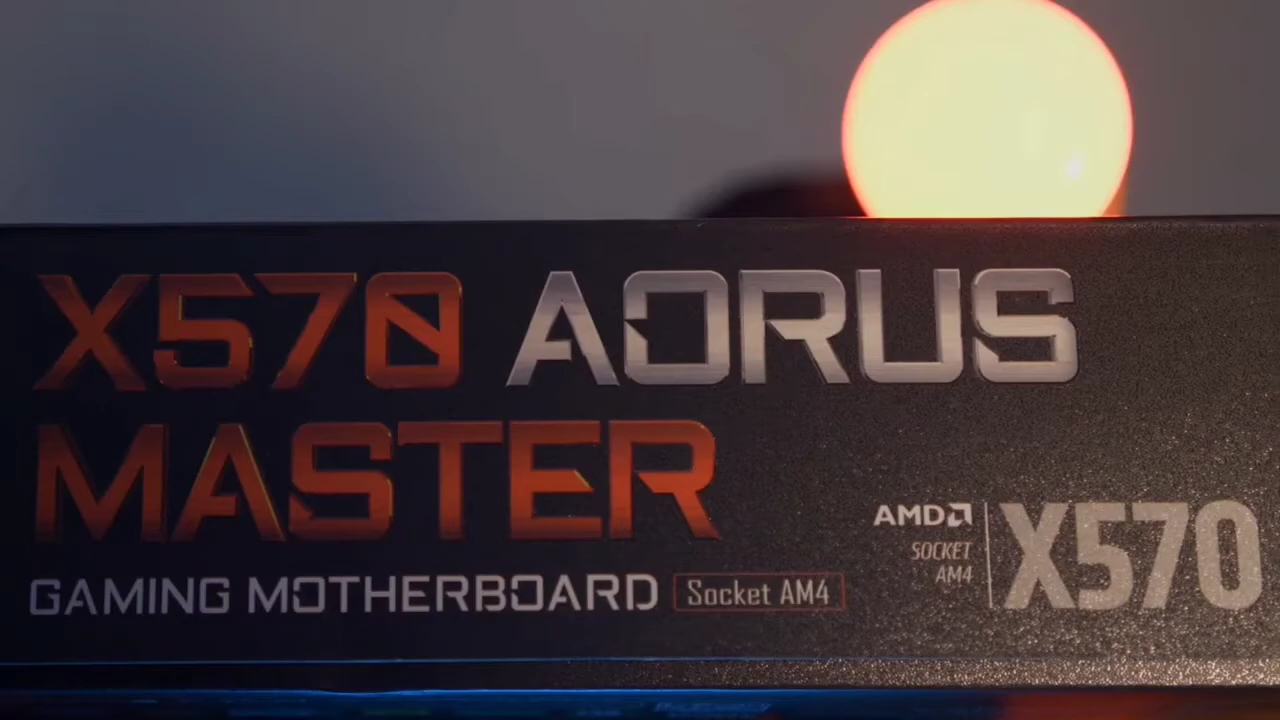 X570 AORUS
MASTER
GAMING MOTHERBOARD Socket AM4
AMD
SOCKET
AM4
X570